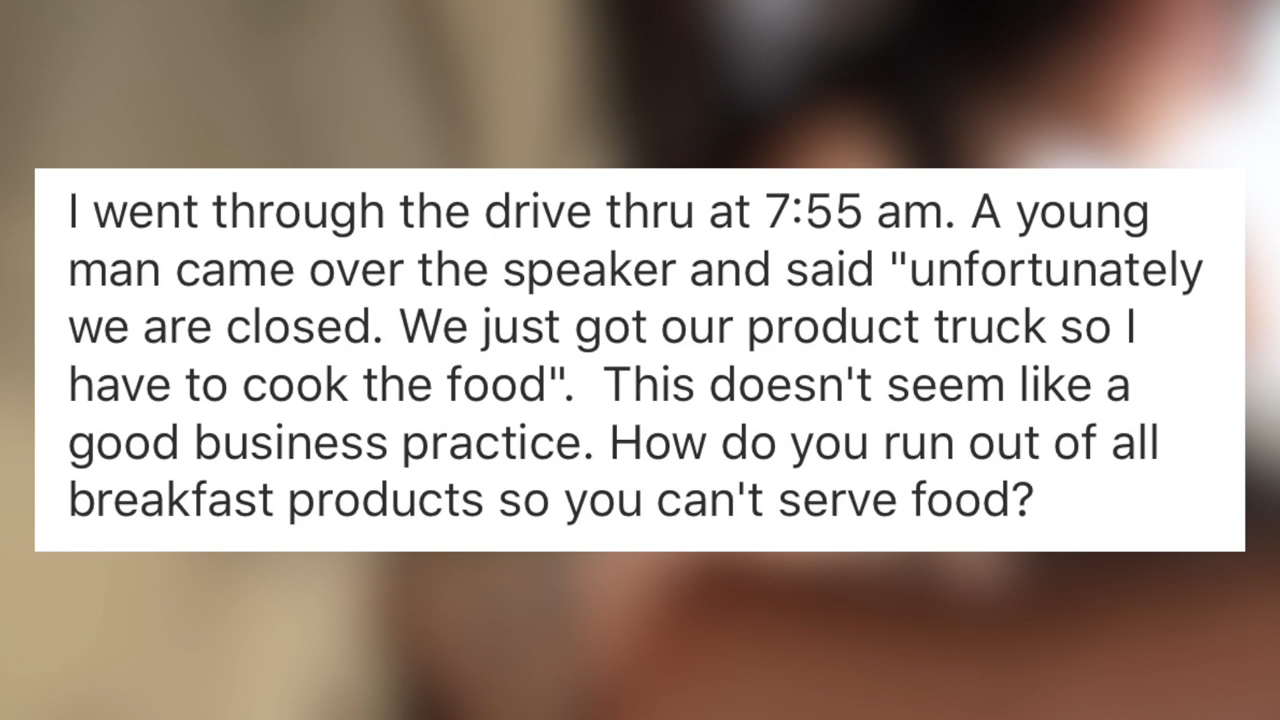 I went through the drive thru at 7:55 am. A young
man came over the speaker and said "unfortunately
we are closed. We just got our product truck so I
have to cook the food".  This doesn't seem like a
good business practice. How do you run out of all
breakfast products so you can't serve food?